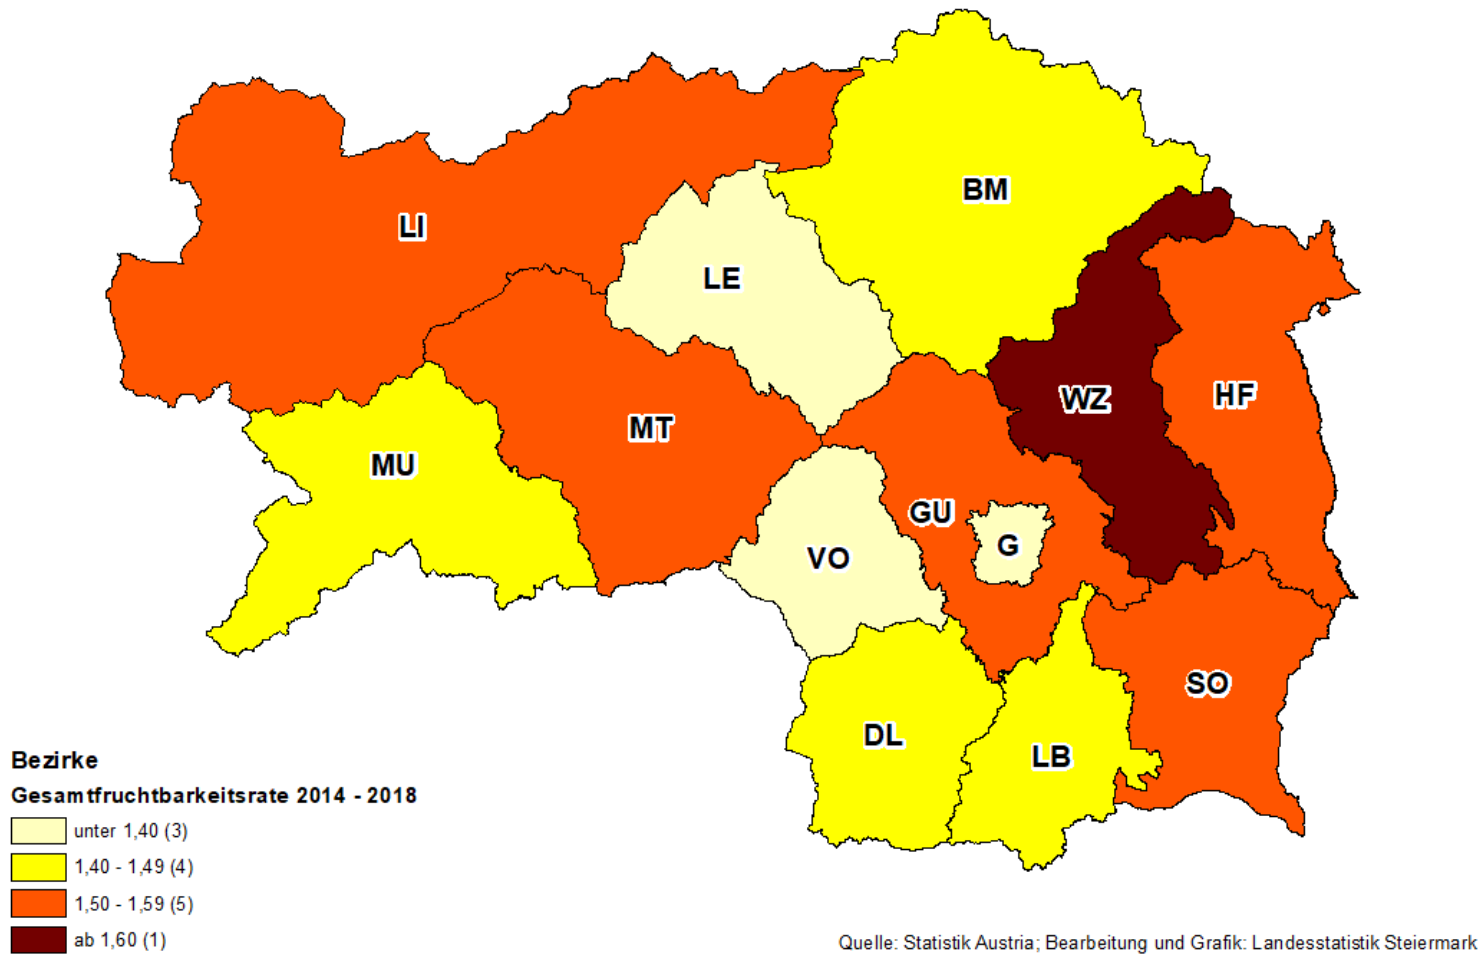 BM
LI
LE
WZ
HF
MT
MU
GU
G
VO
SO
DL
LB
Bezirke
Gesamtfruchtbarkeitsrate 2014 - 2018
unter 1,40 (3)
1,40 - 1,49 (4)
1,50 - 1,59 (5)
ab 1,60 (1)
Quelle: Statistik Austria; Bearbeitung und Grafik: Landesstatistik Steiermark